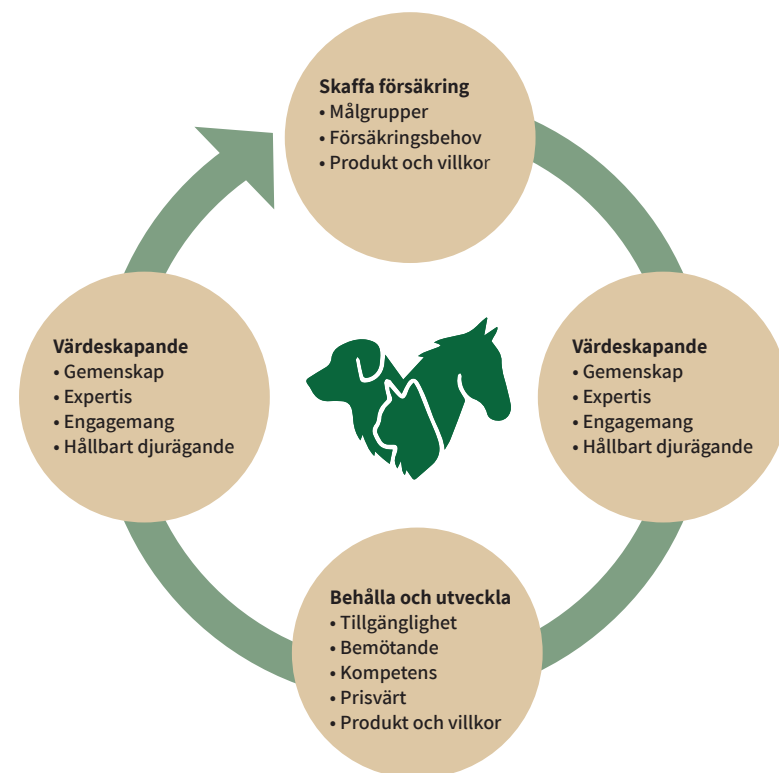 Skaffa försäkring
• Målgrupper
• Försäkringsbehov
• Produkt och villkor
Värdeskapande
• Gemenskap
• Expertis
• Engagemang
• Hållbart djurägande
Värdeskapande
• Gemenskap
• Expertis
• Engagemang
• Hållbart djurägande
Behålla och utveckla
• Tillgänglighet
• Bemötande
• Kompetens
• Prisvärt
• Produkt och villkor